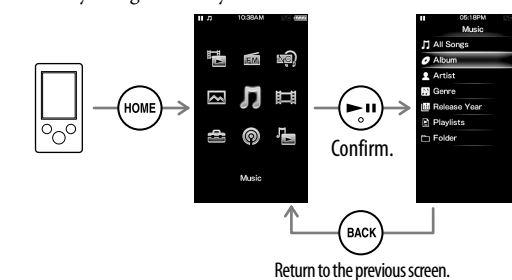 10:38AM
Music
HOME
Confirm.
05:18PM
Music
All Songs
Album
Artist
Genre
Release Year
Playlists
Folder
BACK
Return to the previous screen.